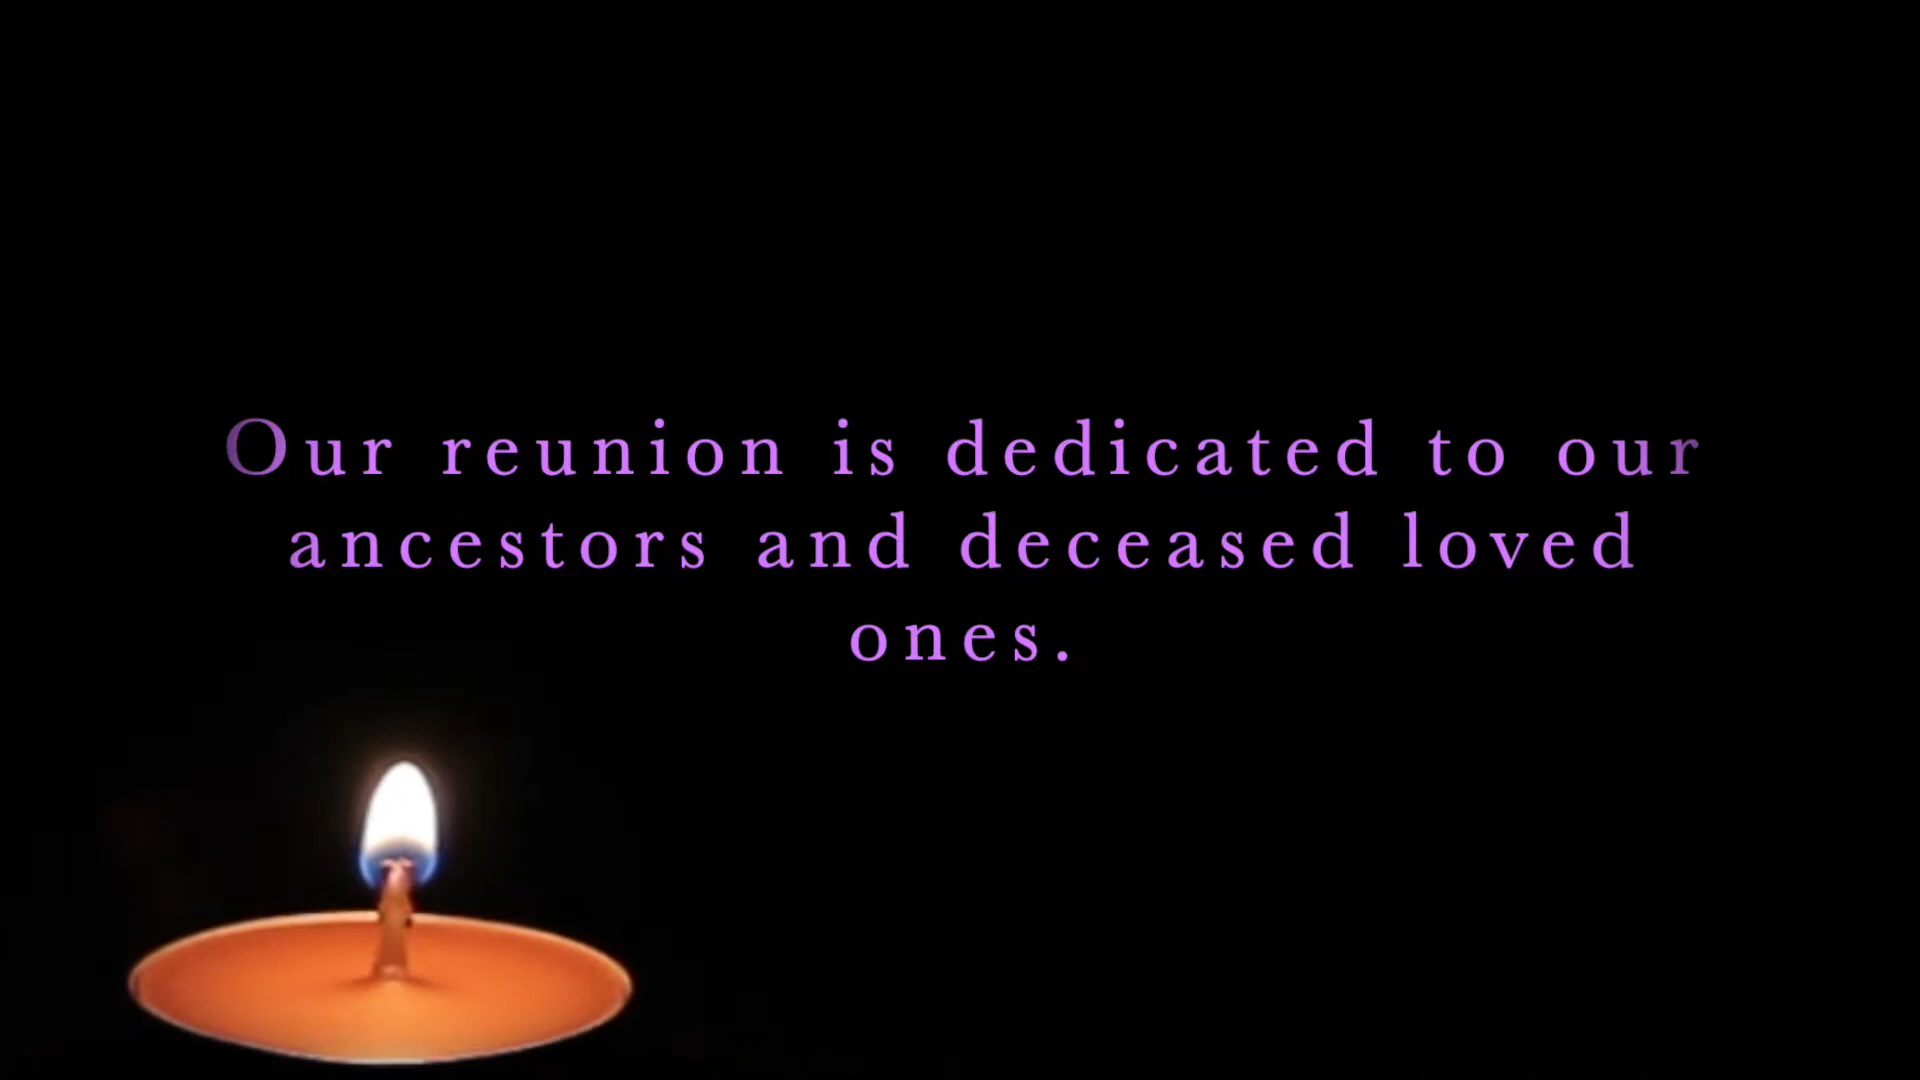 Our reunion is dedicated to our
ancestors and deceased loved
ones.